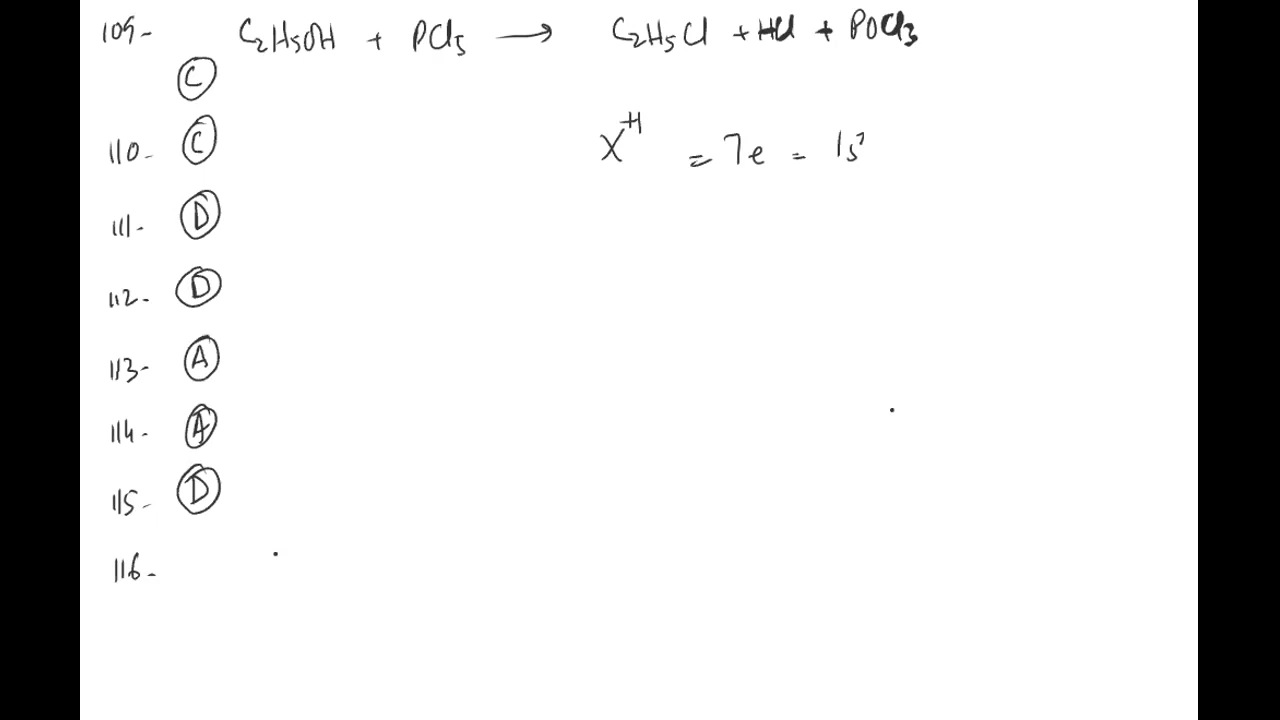 109- C₂H₅OH + PCl₅ ⟶ C₂H₅Cl + HCl + POCl₃
C
110- C X⁺¹ = 7e = 1s²
111- D
112- D
113- A
114- A
115- D
116-